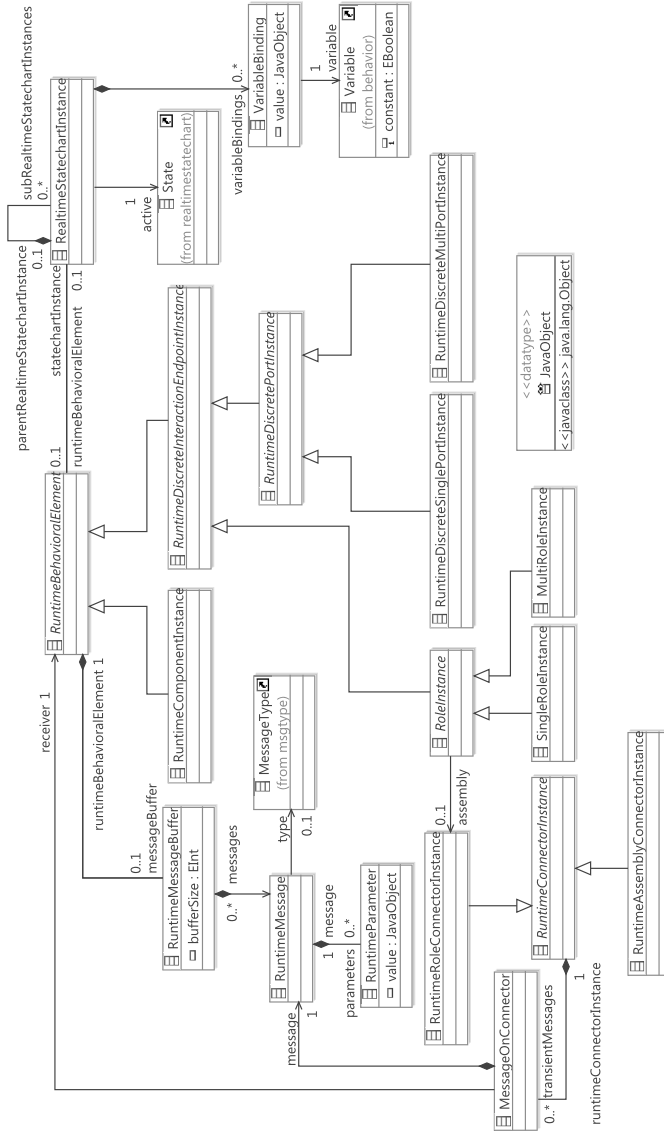 receiver 1
RuntimeBehavioralElement
0..1
runtimeBehavioralElement
statechartInstance
0..1
parentRealtimeStatechartInstance
0..1
RealtimeStatechartInstance
0..*
subRealtimeStatechartInstances
runtimeBehavioralElement 1
0..1
messageBuffer
RuntimeMessageBuffer
bufferSize : EInt
RuntimeComponentInstance
RuntimeDiscreteInteractionEndpointInstance
1
active
State
(from realtimestatechart)
variableBindings
0..*
VariableBinding
value : JavaObject
1
variable
Variable
(from behavior)
constant : EBoolean
0..*
messages
message
1
RuntimeMessage
type
0..1
MessageType
(from msgtype)
RuntimeDiscretePortInstance
1
message
parameters
0..*
RuntimeParameter
value : JavaObject
RuntimeRoleConnectorInstance
0..1
assembly
RoleInstance
RuntimeDiscreteSinglePortInstance
RuntimeDiscreteMultiPortInstance
MessageOnConnector
0..*
transientMessages
1
runtimeConnectorInstance
RuntimeConnectorInstance
SingleRoleInstance
MultiRoleInstance
<<datatype>>
JavaObject
<<javaclass>> java.lang.Object
RuntimeAssemblyConnectorInstance